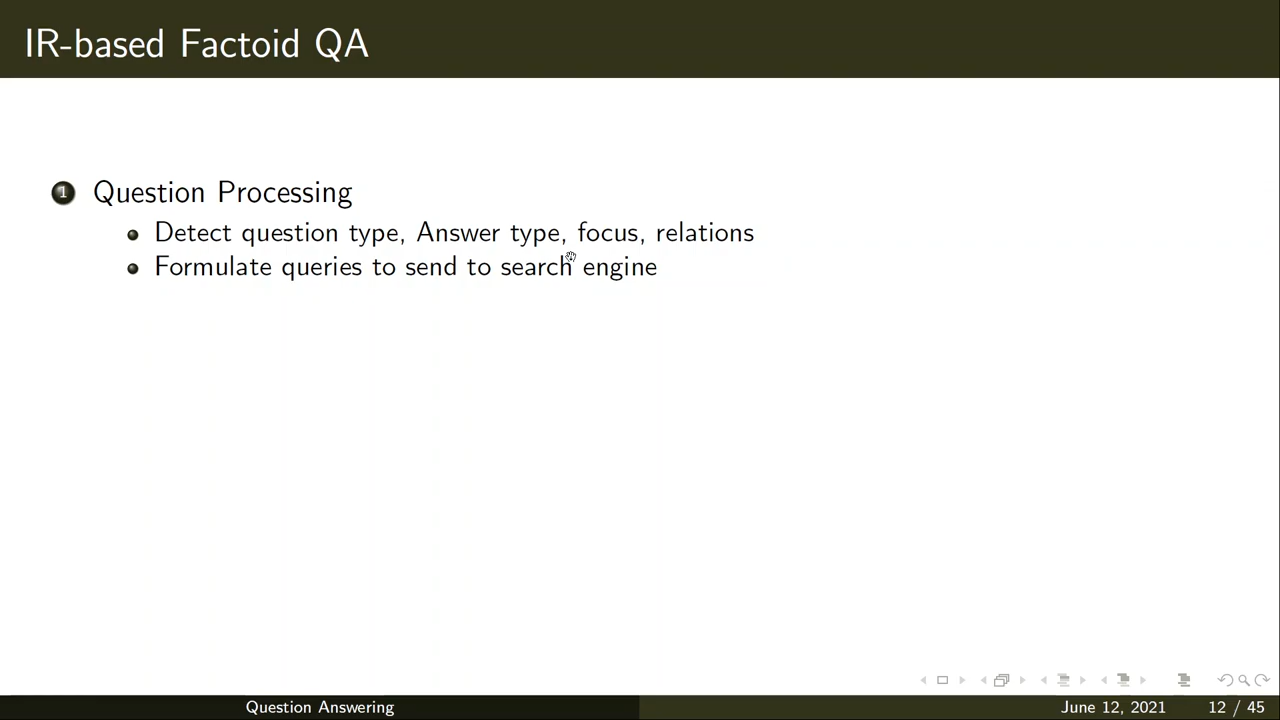 IR-based Factoid QA
1 Question Processing
Detect question type, Answer type, focus, relations
Formulate queries to send to search engine
Question Answering
June 12, 2021
12 / 45